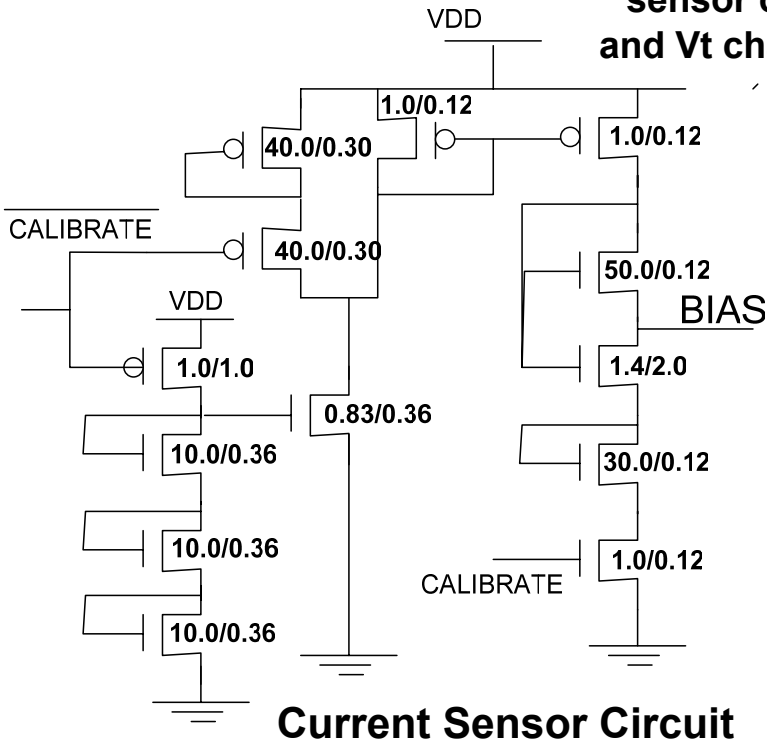 sensor
and Vt
VDD
1.0/0.12
40.0/0.30
1.0/0.12
CALIBRATE
40.0/0.30
50.0/0.12
VDD
BIAS
1.0/1.0
1.4/2.0
0.83/0.36
10.0/0.36
30.0/0.12
10.0/0.36
1.0/0.12
CALIBRATE
10.0/0.36
Current Sensor Circuit